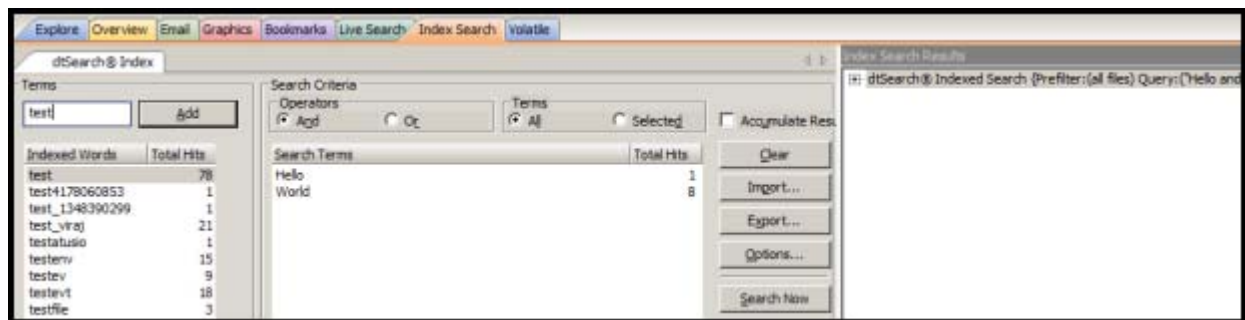 Explore Overview Email Graphics Bookmarks Live Search Index Search Volatile
dtSearch® Index
Index Search Results
Terms
test Add
Indexed Words Total Hits
test 78
test4178060853 1
test_1348390299 1
test_viraj 21
testatusio 1
testenv 15
testev 9
testevt 18
testfile 3
Search Criteria
Operators
And Or
Terms
All Selected
Accumulate Resu
Search Terms Total Hits
Hello 1
World 8
Clear
Import...
Export...
Options...
Search Now
dtSearch® Indexed Search {Prefilter:(all files) Query:("Hello and